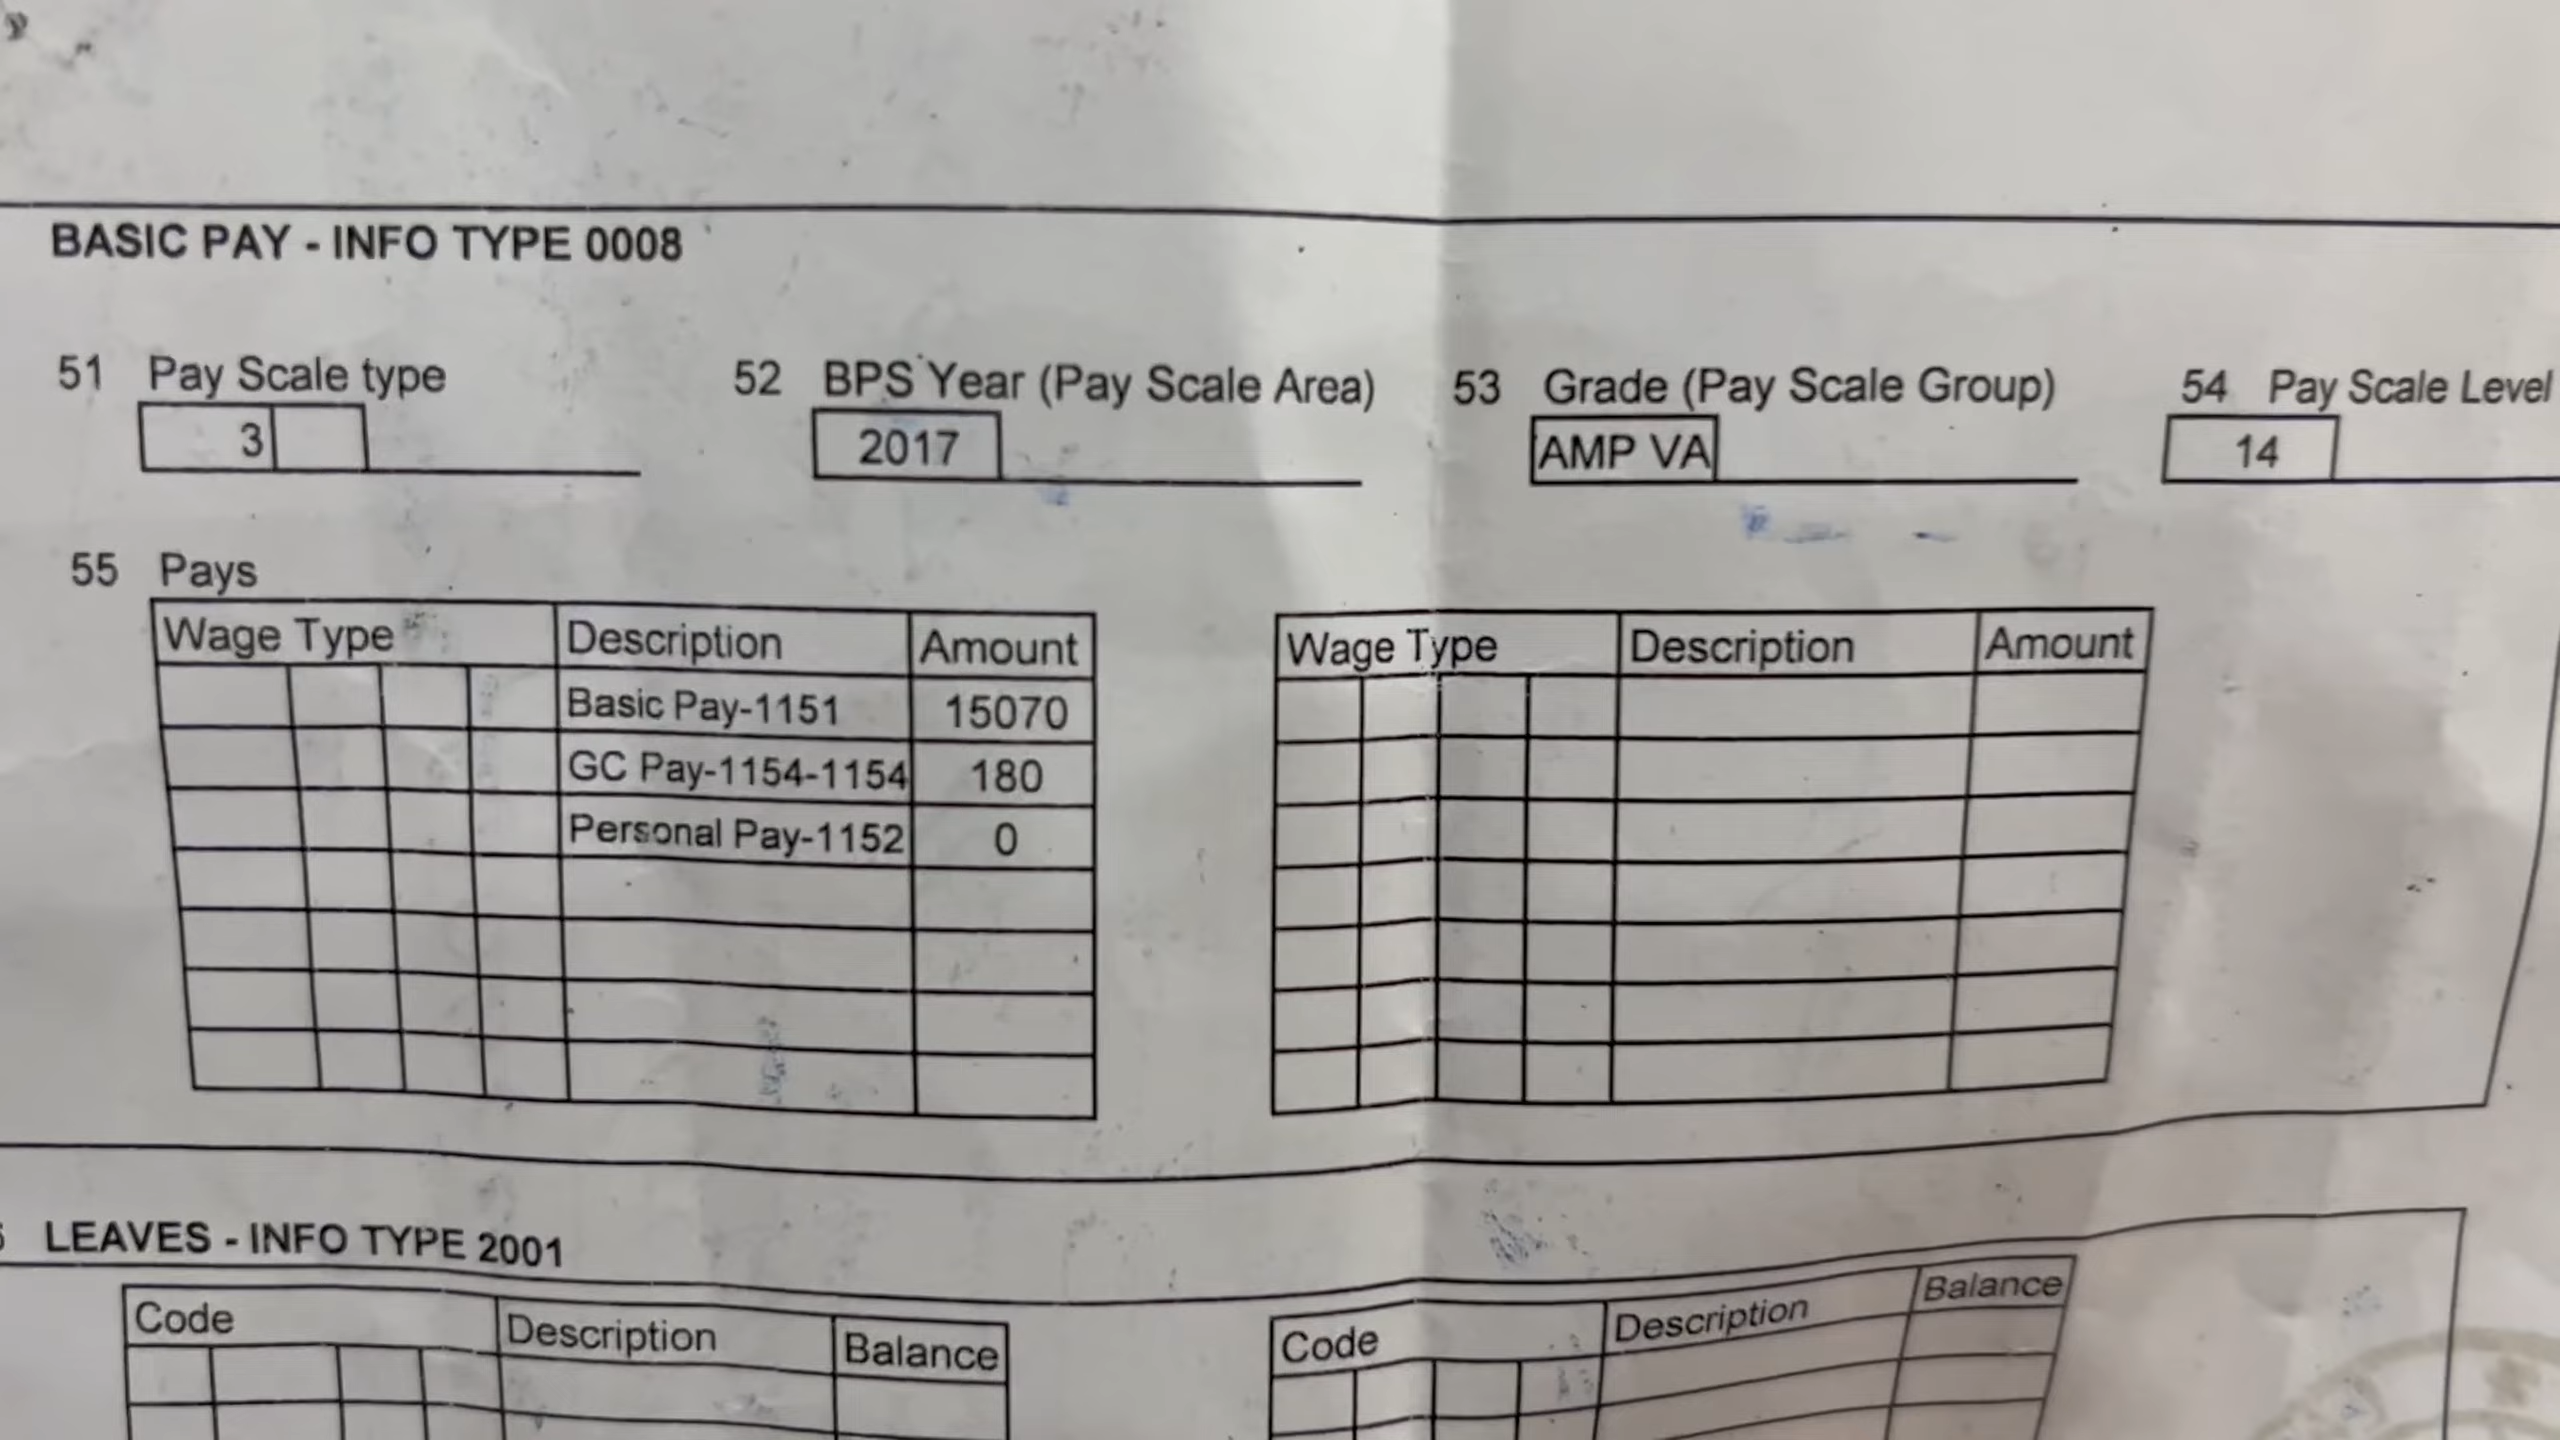 BASIC PAY - INFO TYPE 0008
51 Pay Scale type 52 BPS Year (Pay Scale Area) 53 Grade (Pay Scale Group) 54 Pay Scale Level
3 2017 AMP VA 14
55 Pays
Wage Type Description Amount Wage Type Description Amount
Basic Pay-1151 15070
GC Pay-1154-1154 180
Personal Pay-1152 0
LEAVES - INFO TYPE 2001
Code Description Balance Code Description Balance